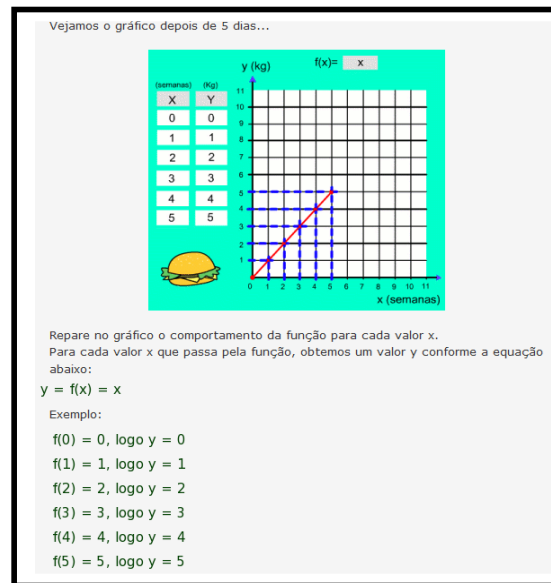 Vejamos o gráfico depois de 5 dias...
y (kg)
f(x)= x
(semanas) (Kg)
X Y
0 0
1 1
2 2
3 3
4 4
5 5
11
10
9
8
7
6
5
4
3
2
1
0 1 2 3 4 5 6 7 8 9 10 11
x (semanas)
Repare no gráfico o comportamento da função para cada valor x.
Para cada valor x que passa pela função, obtemos um valor y conforme a equação
abaixo:
y = f(x) = x
Exemplo:
f(0) = 0, logo y = 0
f(1) = 1, logo y = 1
f(2) = 2, logo y = 2
f(3) = 3, logo y = 3
f(4) = 4, logo y = 4
f(5) = 5, logo y = 5